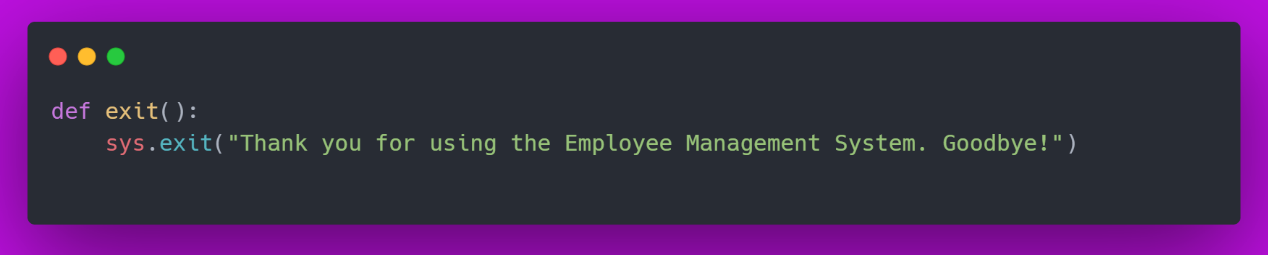 def exit():
    sys.exit("Thank you for using the Employee Management System. Goodbye!")